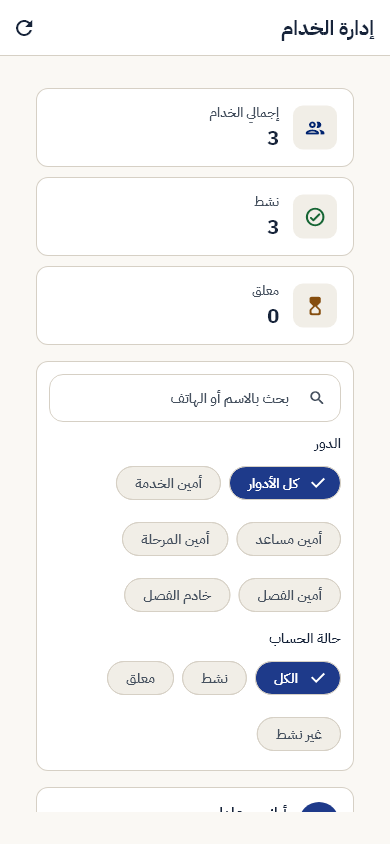 إدارة الخدام
إجمالي الخدام
3
نشط
3
معلق
0
بحث بالاسم أو الهاتف
الدور
كل الأدوار
أمين الخدمة
أمين مساعد
أمين المرحلة
أمين الفصل
خادم الفصل
حالة الحساب
الكل
نشط
معلق
غير نشط